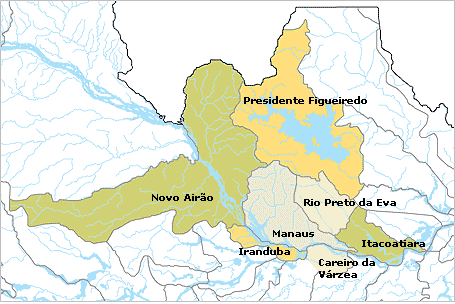 Presidente Figueiredo
Novo Airão
Rio Preto da Eva
Manaus
Itacoatiara
Iranduba
Careiro da
Várzea